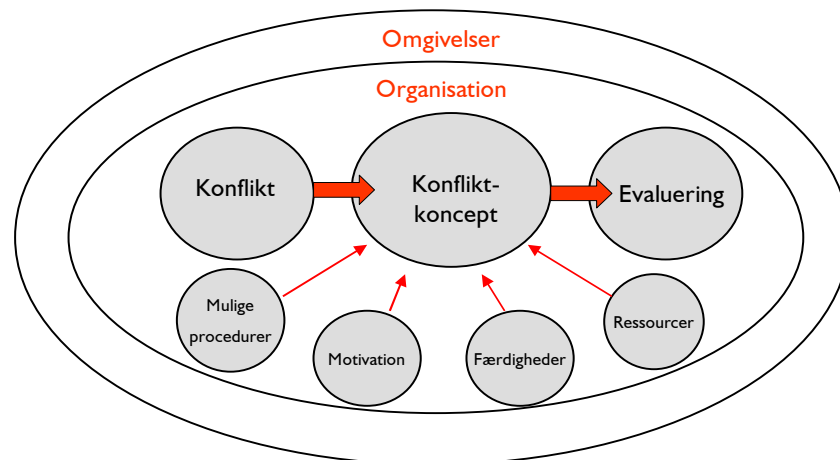 Omgivelser
Organisation
Konflikt
Konflikt-
koncept
Evaluering
Mulige
procedurer
Motivation
Færdigheder
Ressourcer